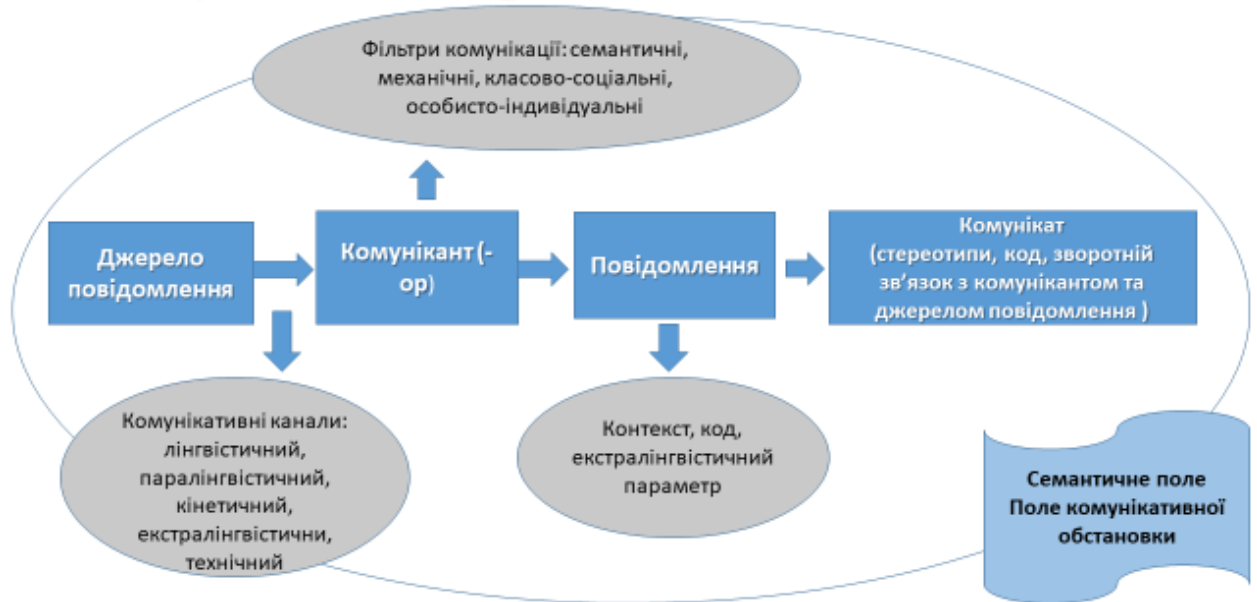 Фільтри комунікації: семантичні,
механічні, класово-соціальні,
особисто-індивідуальні
Джерело
повідомлення
Комунікант (-
ор)
Повідомлення
Комунікат
(стереотипи, код, зворотній
зв’язок з комунікантом та
джерелом повідомлення )
Комунікативні канали:
лінгвістичний,
паралінгвістичний,
кінетичний,
екстралінгвістични,
технічний
Контекст, код,
екстралінгвістичний
параметр
Семантичне поле
Поле комунікативної
обстановки